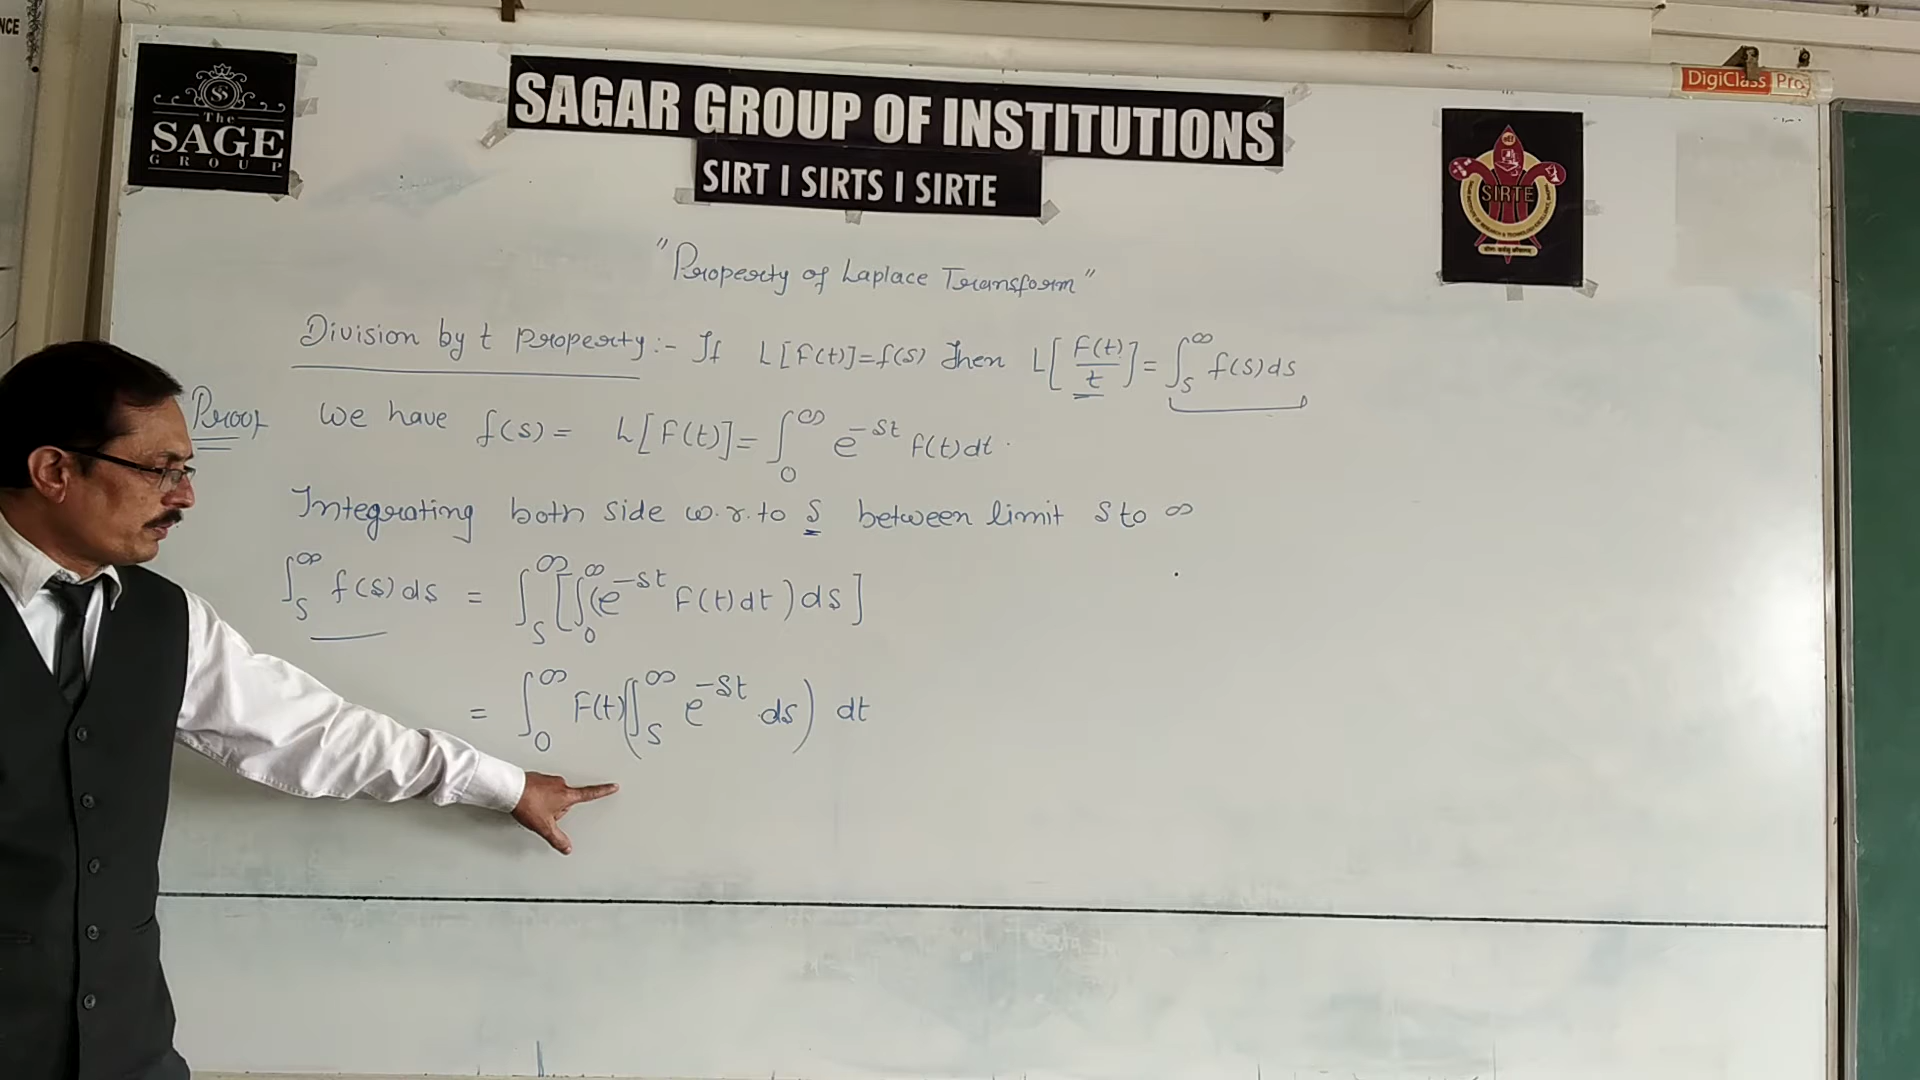 NCE
The
SAGE
GROUP
SAGAR GROUP OF INSTITUTIONS
SIRT I SIRTS I SIRTE
DigiClass Pro
SIRTE
"Property of Laplace Transform"
Division by t property :- If L[F(t)]=f(s) then L[F(t)/t] = ∫_s^∞ f(s)ds
Proof We have f(s) = L[F(t)] = ∫_0^∞ e^{-st} F(t)dt.
Integrating both side w.r.to s between limit s to ∞
∫_s^∞ f(s)ds = ∫_s^∞ [∫_0^∞ (e^{-st} F(t)dt) ds]
= ∫_0^∞ F(t) (∫_s^∞ e^{-st} ds) dt